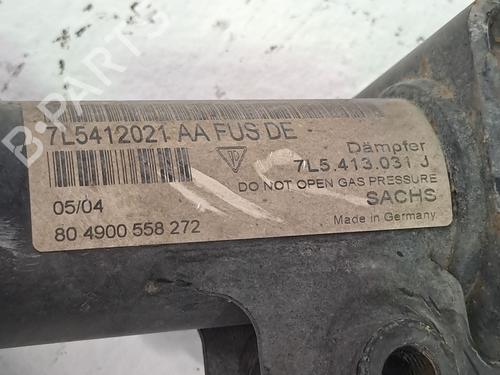 7L5412021 AA FUS DE
Dämpfer
7L5.413.031 J
DO NOT OPEN GAS PRESSURE
05/04
SACHS
80 4900 558 272
Made in Germany
B-PARTS